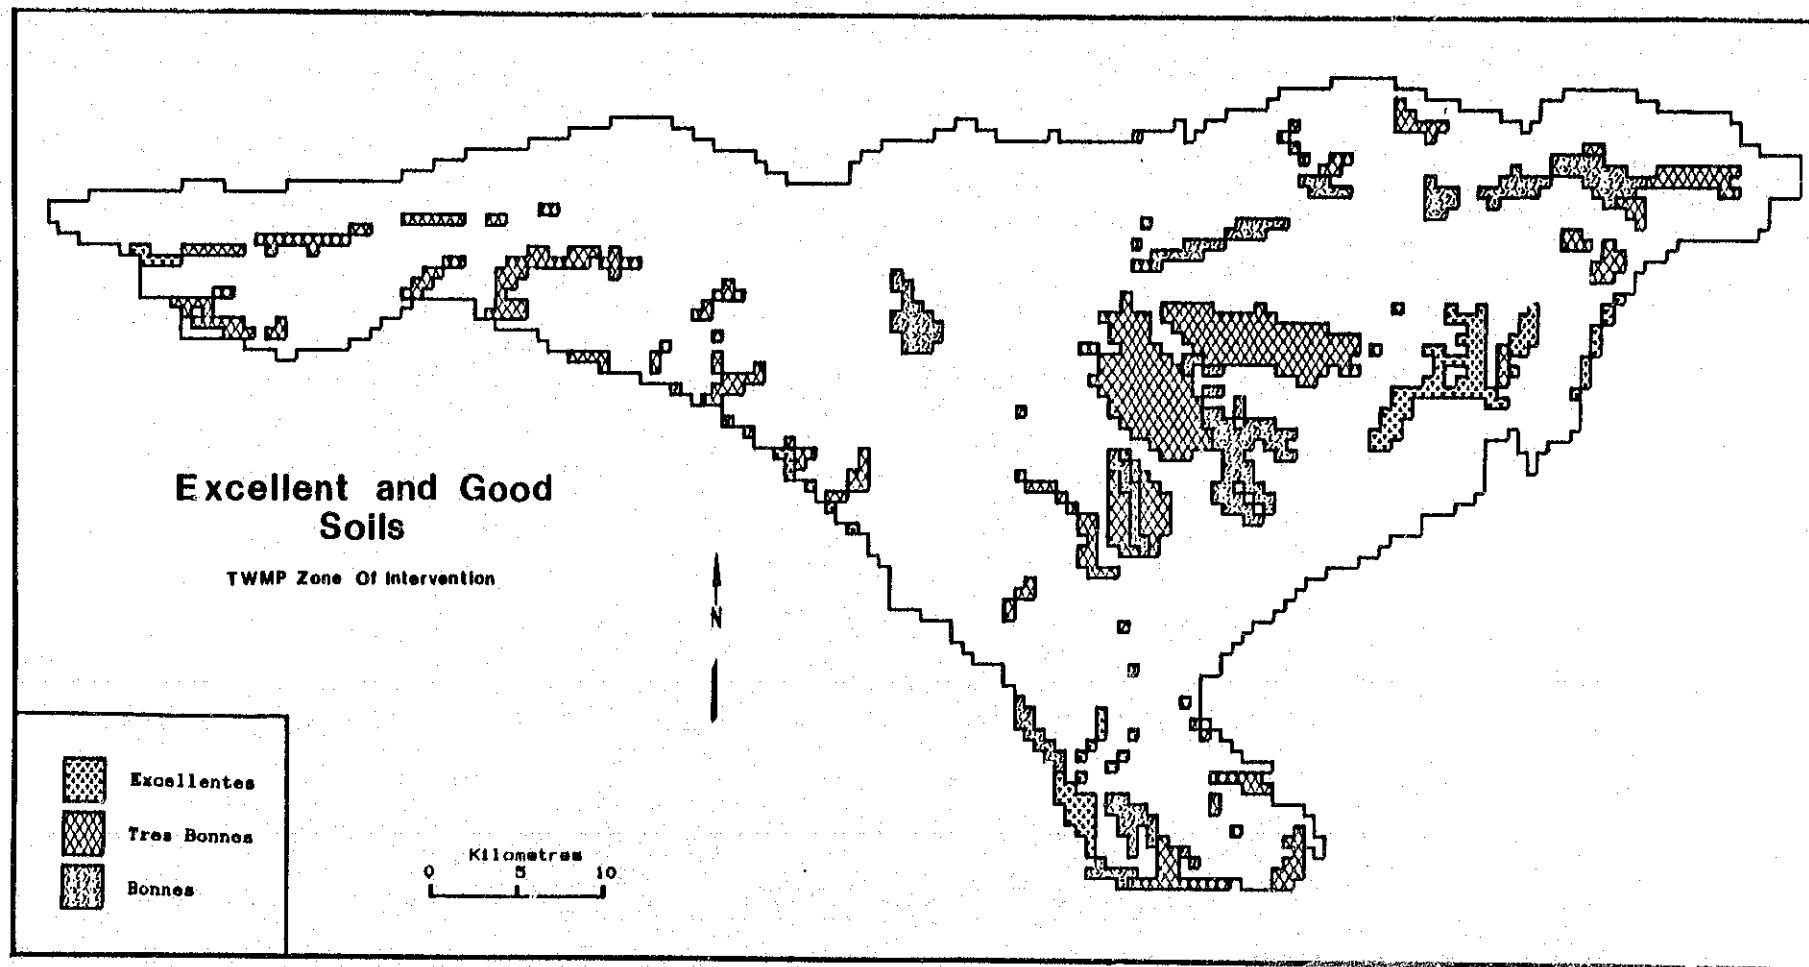 Excellent and Good
Soils
TWMP Zone Of Intervention
N
Excellentes
Tres Bonnes
Bonnes
Kilometres
0 5 10